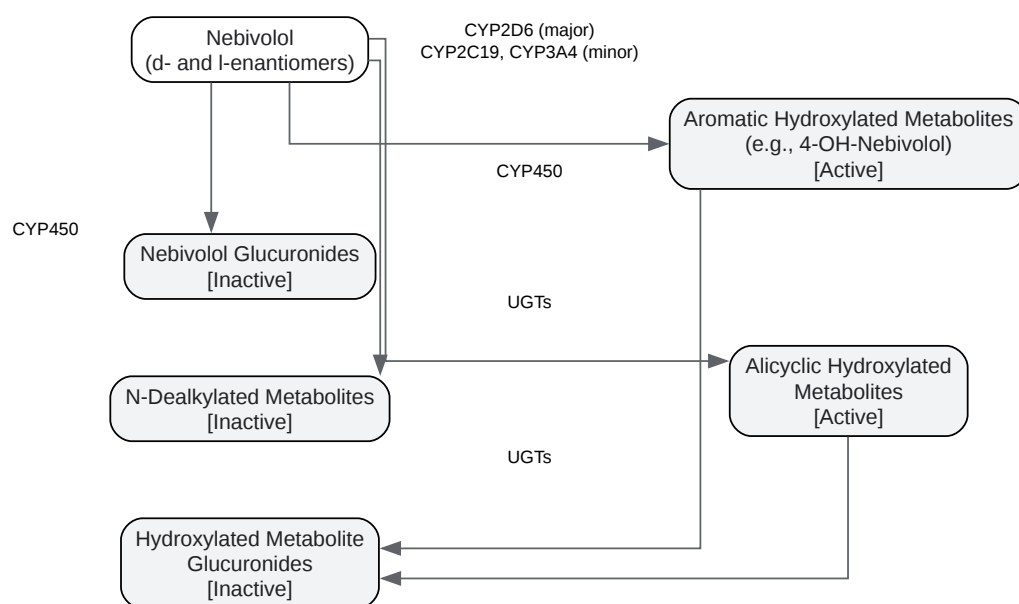 Nebivolol
(d- and l-enantiomers)
CYP2D6 (major)
CYP2C19, CYP3A4 (minor)
Aromatic Hydroxylated Metabolites
(e.g., 4-OH-Nebivolol)
[Active]
CYP450
CYP450
Nebivolol Glucuronides
[Inactive]
UGTs
Alicyclic Hydroxylated
Metabolites
[Active]
N-Dealkylated Metabolites
[Inactive]
UGTs
Hydroxylated Metabolite
Glucuronides
[Inactive]